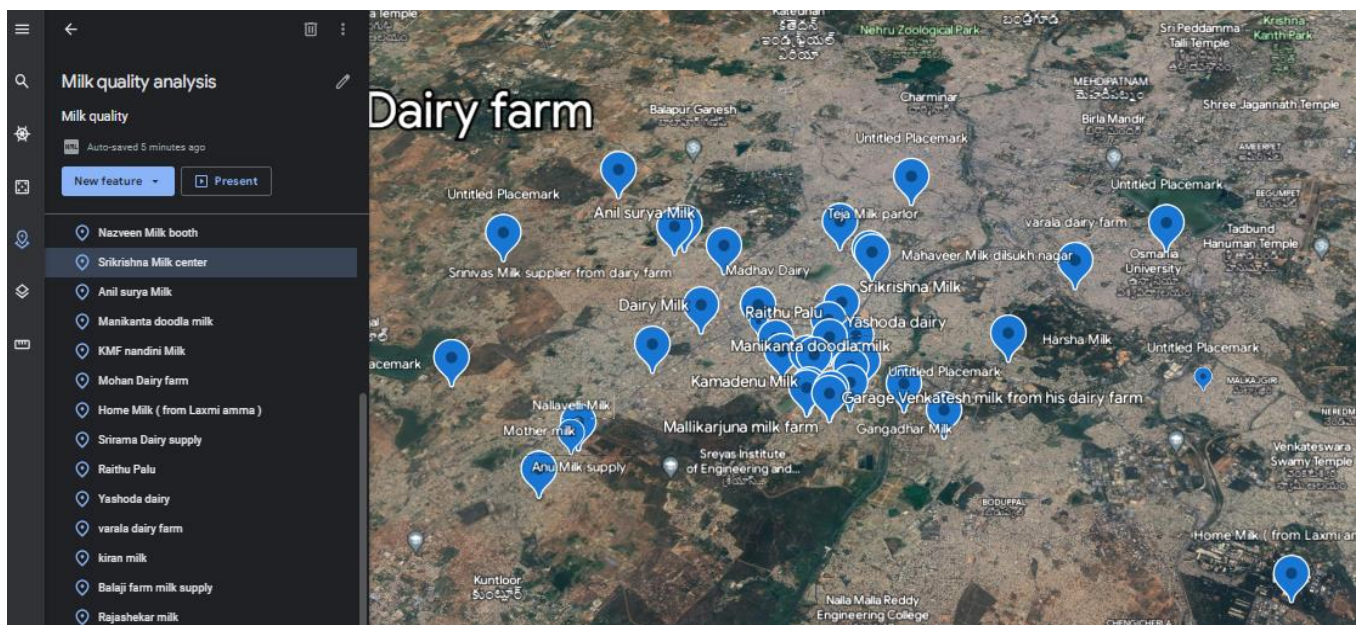 Milk quality analysis
Milk quality
Auto-saved 5 minutes ago
New feature
Present
Nazveen Milk booth
Srikrishna Milk center
Anil surya Milk
Manikanta doodla milk
KMF nandini Milk
Mohan Dairy farm
Home Milk ( from Laxmi amma )
Srirama Dairy supply
Raithu Palu
Yashoda dairy
varala dairy farm
kiran milk
Balaji farm milk supply
Rajashekar milk
Dairy farm
Nehru Zoological Park
Sri Peddamma
Talli Temple
Krishna
Kanth Park
MEHDIPATNAM
Balapur Ganesh
Charminar
Shree Jagannath Temple
Birla Mandir
Untitled Placemark
AMEERPET
Untitled Placemark
Untitled Placemark
BEGUMPET
Anil surya Milk
Teja Milk parlor
varala dairy farm
Tadbund
Hanuman Temple
Mahaveer Milk dilsukh nagar
Osmania
University
Srinivas Milk supplier from dairy farm
Madhav Dairy
Srikrishna Milk
Dairy Milk
Raithu Palu
Yashoda dairy
Manikanta doodla milk
Harsha Milk
Untitled Placemark
acemark
Kamadenu Milk
Untitled Placemark
MALKAJGIRI
Garage Venkatesh milk from his dairy farm
Nallavelli Milk
Mother milk
Mallikarjuna milk farm
Gangadhar Milk
NEREDM
Sreyas Institute
of Engineering and...
Anu Milk supply
Venkateswara
Swamy Temple
BODUPPAL
Home Milk ( from Laxmi am
Kuntloor
కుంట్లూర్
Nalla Malla Reddy
Engineering College
CHENGICHERLA